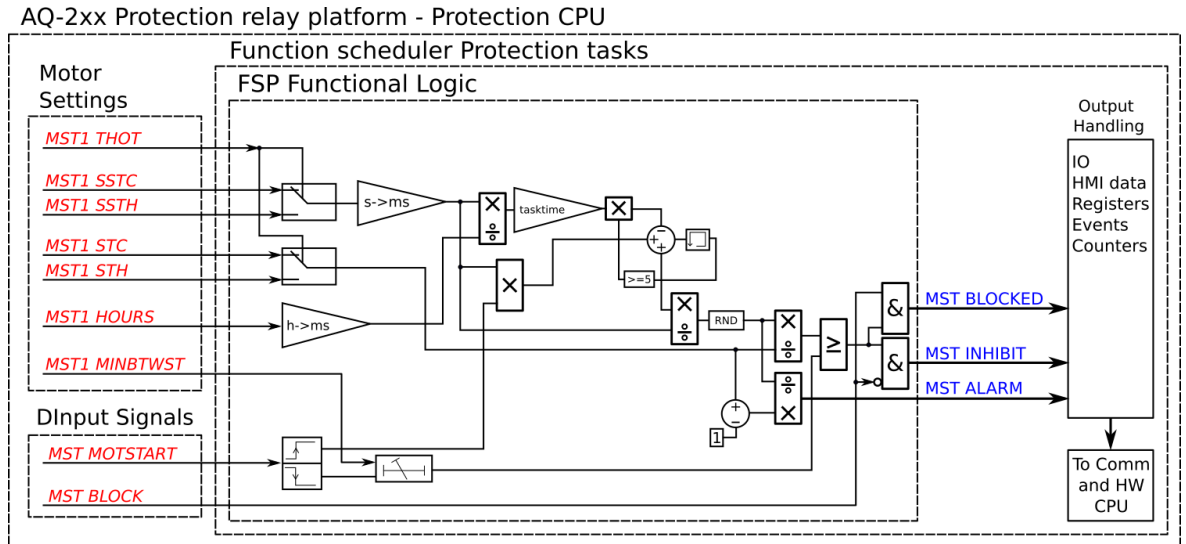 AQ-2xx Protection relay platform - Protection CPU
Function scheduler Protection tasks
Motor
Settings
FSP Functional Logic
Output
Handling
MST1 THOT
MST1 SSTC
MST1 SSTH
MST1 STC
MST1 STH
MST1 HOURS
MST1 MINBTWST
s->ms
h->ms
×
÷
tasktime
×
−
+
+
>=5
×
×
÷
RND
×
÷
≥
÷
×
+
1
&
&
MST BLOCKED
MST INHIBIT
MST ALARM
IO
HMI data
Registers
Events
Counters
DInput Signals
MST MOTSTART
MST BLOCK
To Comm
and HW
CPU